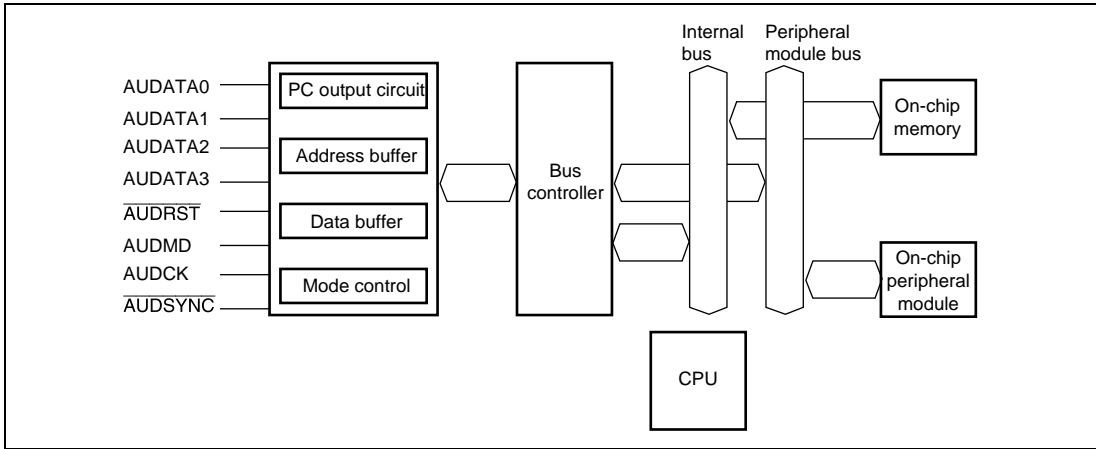 Internal
bus
Peripheral
module bus
AUDATA0
AUDATA1
AUDATA2
AUDATA3
AUDRST
AUDMD
AUDCK
AUDSYNC
PC output circuit
Address buffer
Data buffer
Mode control
Bus
controller
On-chip
memory
On-chip
peripheral
module
CPU